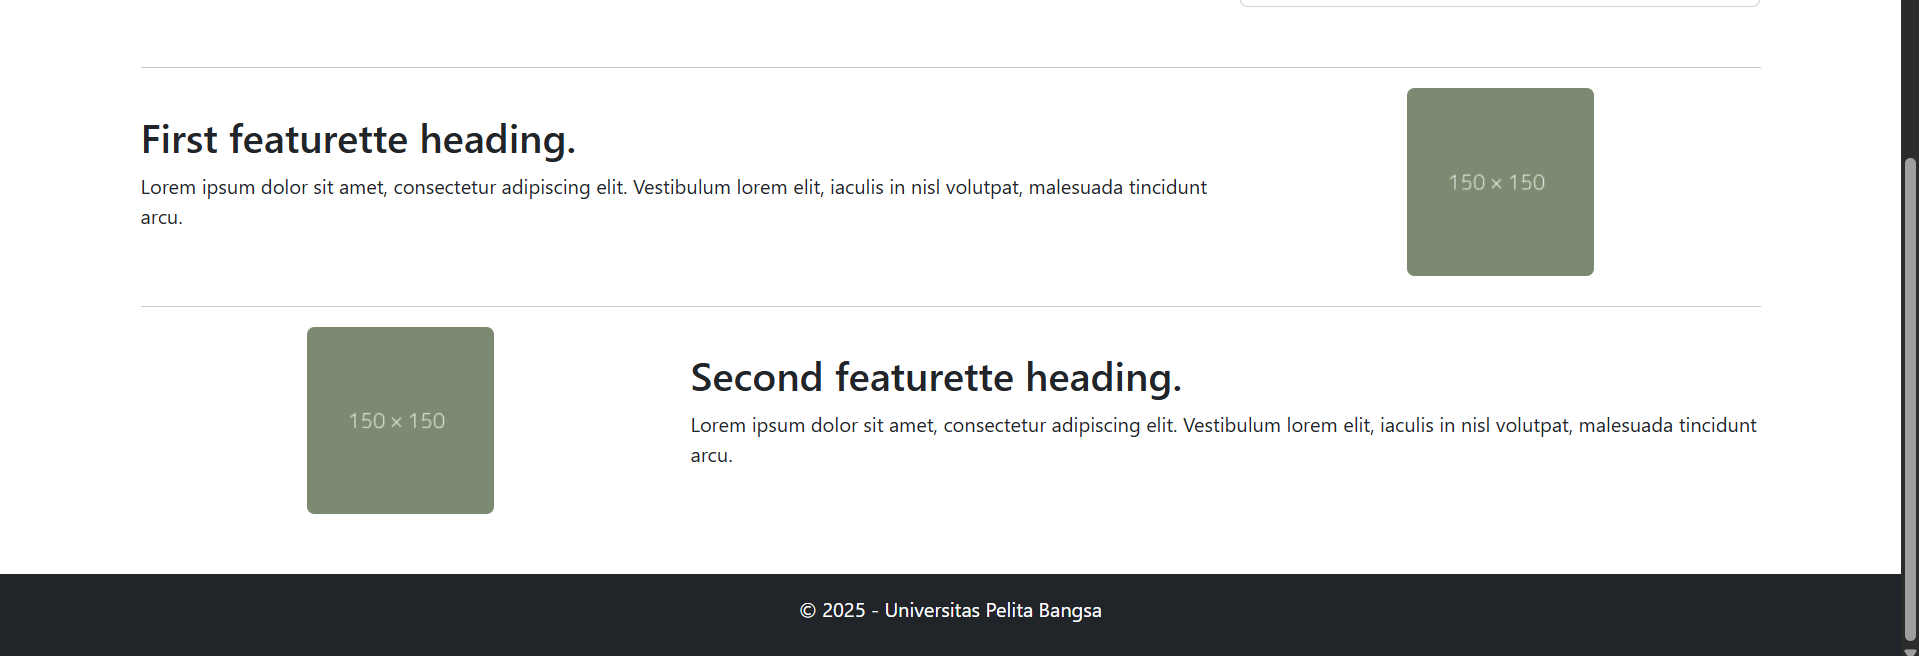 First featurette heading.
Lorem ipsum dolor sit amet, consectetur adipiscing elit. Vestibulum lorem elit, iaculis in nisl volutpat, malesuada tincidunt
arcu.
150 × 150
150 × 150
Second featurette heading.
Lorem ipsum dolor sit amet, consectetur adipiscing elit. Vestibulum lorem elit, iaculis in nisl volutpat, malesuada tincidunt
arcu.
© 2025 - Universitas Pelita Bangsa